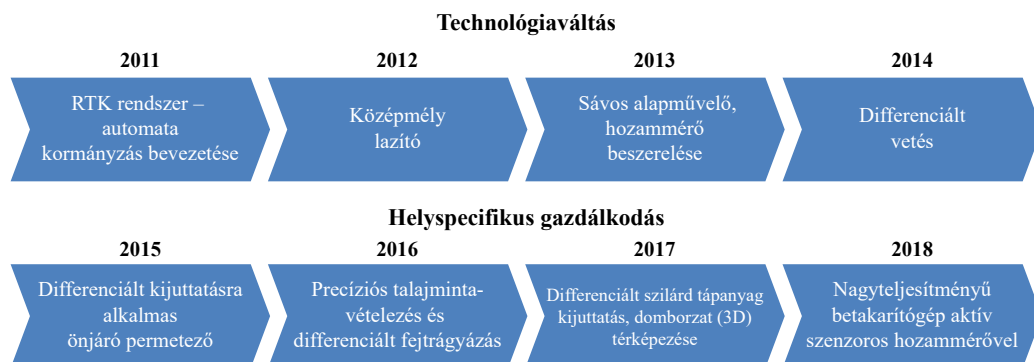 Technológiaváltás
2011
2012
2013
2014
RTK rendszer –
automata
kormányzás bevezetése
Középmély
lazító
Sávos alapművelő,
hozammérő
beszerelése
Differenciált
vetés
Helyspecifikus gazdálkodás
2015
2016
2017
2018
Differenciált kijuttatásra
alkalmas
önjáró permetező
Precíziós talajminta-
vételezés és
differenciált fejtrágyázás
Differenciált szilárd tápanyag
kijuttatás, domborzat (3D)
térképezése
Nagyteljesítményű
betakarítógép aktív
szenzoros hozammérővel